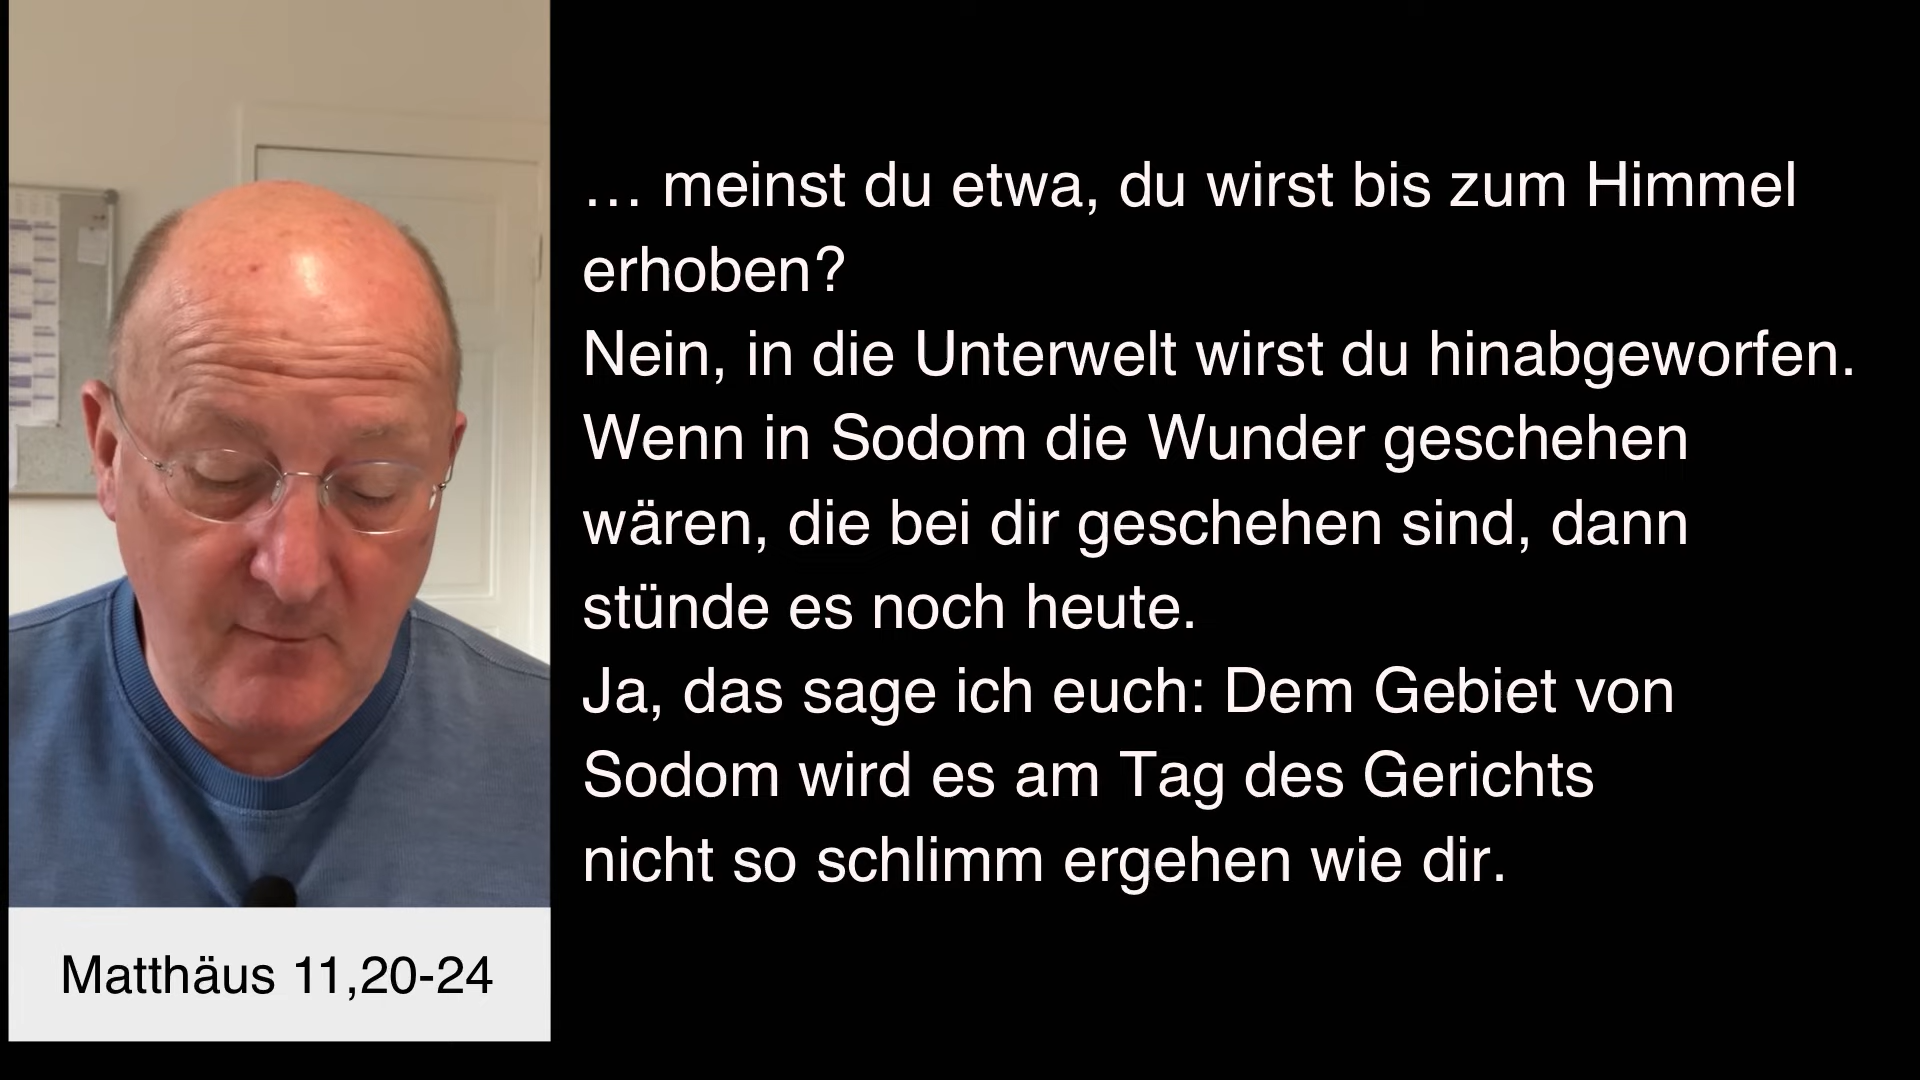 … meinst du etwa, du wirst bis zum Himmel
erhoben?
Nein, in die Unterwelt wirst du hinabgeworfen.
Wenn in Sodom die Wunder geschehen
wären, die bei dir geschehen sind, dann
stünde es noch heute.
Ja, das sage ich euch: Dem Gebiet von
Sodom wird es am Tag des Gerichts
nicht so schlimm ergehen wie dir.
Matthäus 11,20-24